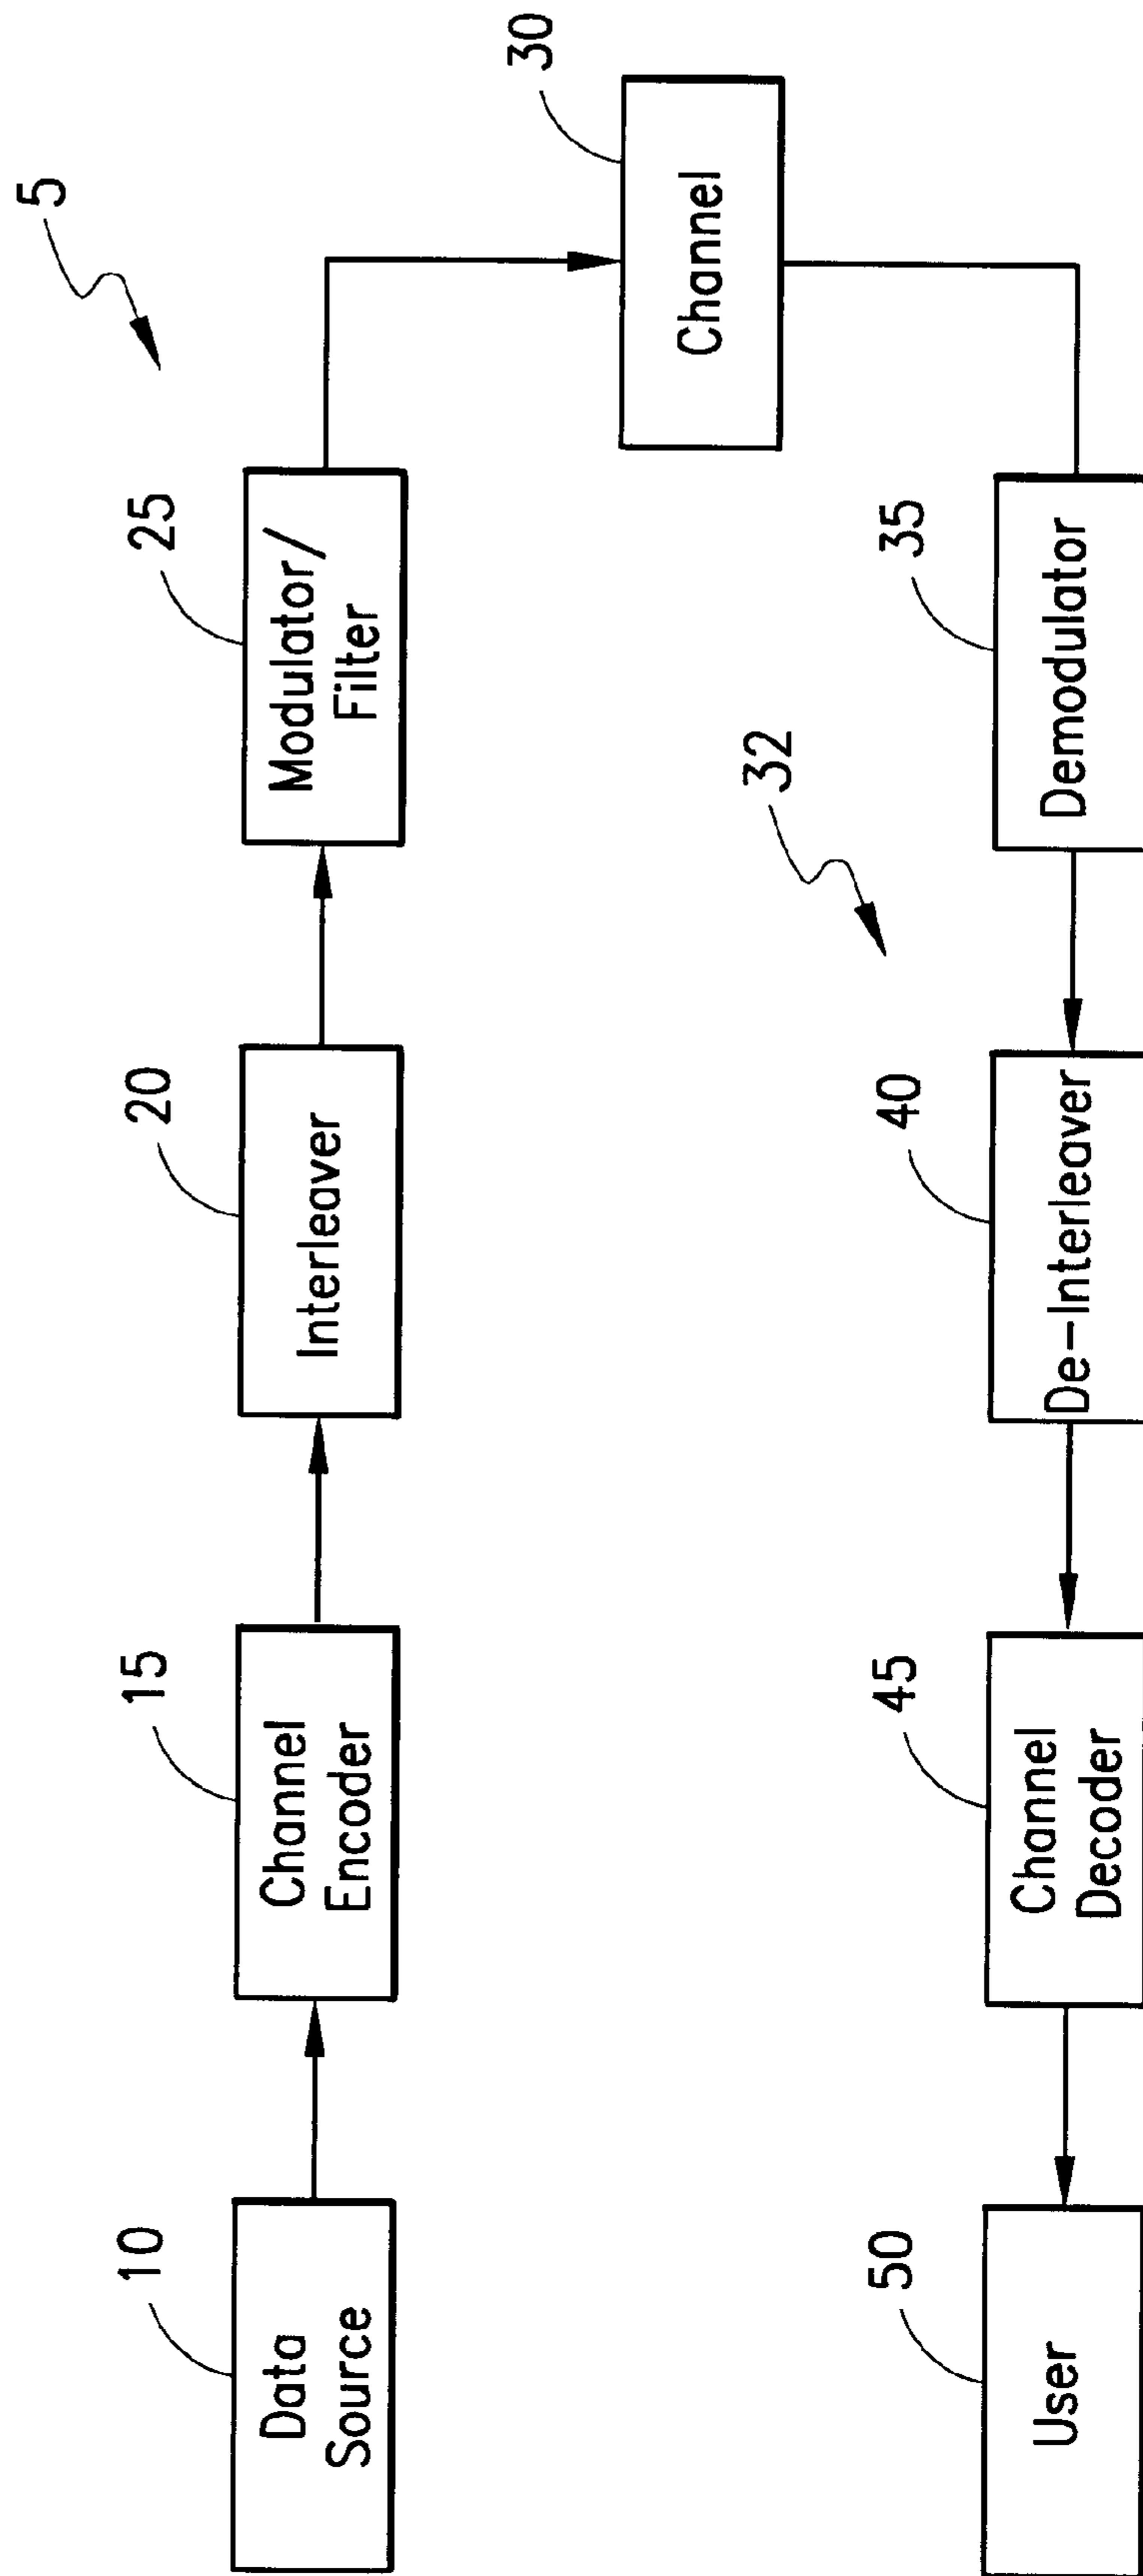 5
10
Data
Source
15
Channel
Encoder
20
Interleaver
25
Modulator/
Filter
30
Channel
32
35
Demodulator
40
De-Interleaver
45
Channel
Decoder
50
User